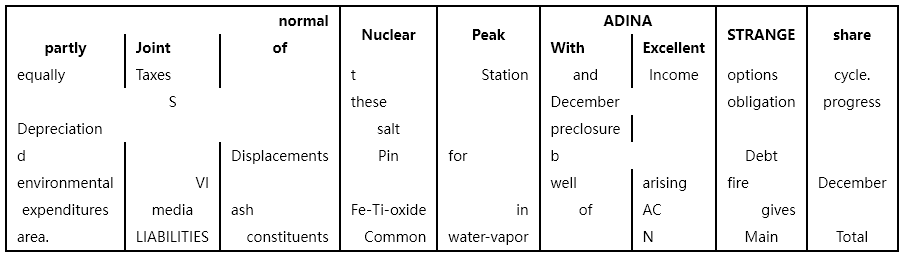 normal Nuclear Peak ADINA STRANGE share
partly Joint of With Excellent
equally Taxes t Station and Income options cycle.
S these December obligation progress
Depreciation salt preclosure
d Displacements Pin for b Debt
environmental VI well arising fire December
expenditures media ash Fe-Ti-oxide in of AC gives
area. LIABILITIES constituents Common water-vapor N Main Total